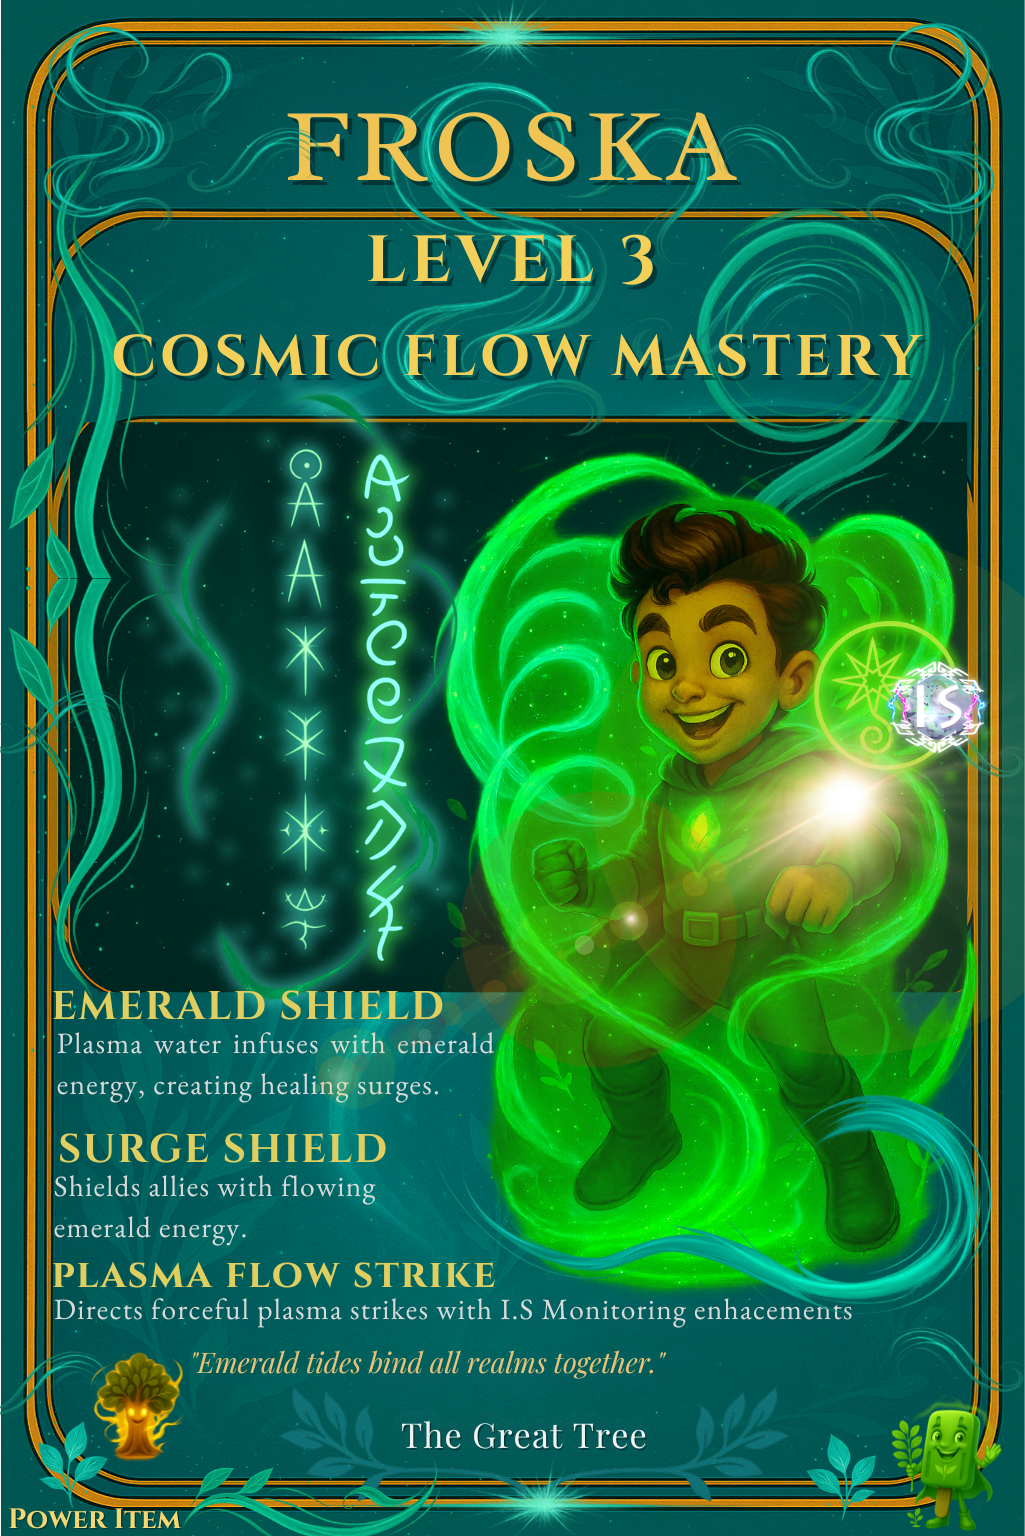 FROSKA
LEVEL 3
COSMIC FLOW MASTERY
IS
EMERALD SHIELD
Plasma water infuses with emerald
energy, creating healing surges.
SURGE SHIELD
Shields allies with flowing
emerald energy.
PLASMA FLOW STRIKE
Directs forceful plasma strikes with I.S Monitoring enhacements
"Emerald tides bind all realms together."
The Great Tree
POWER ITEM